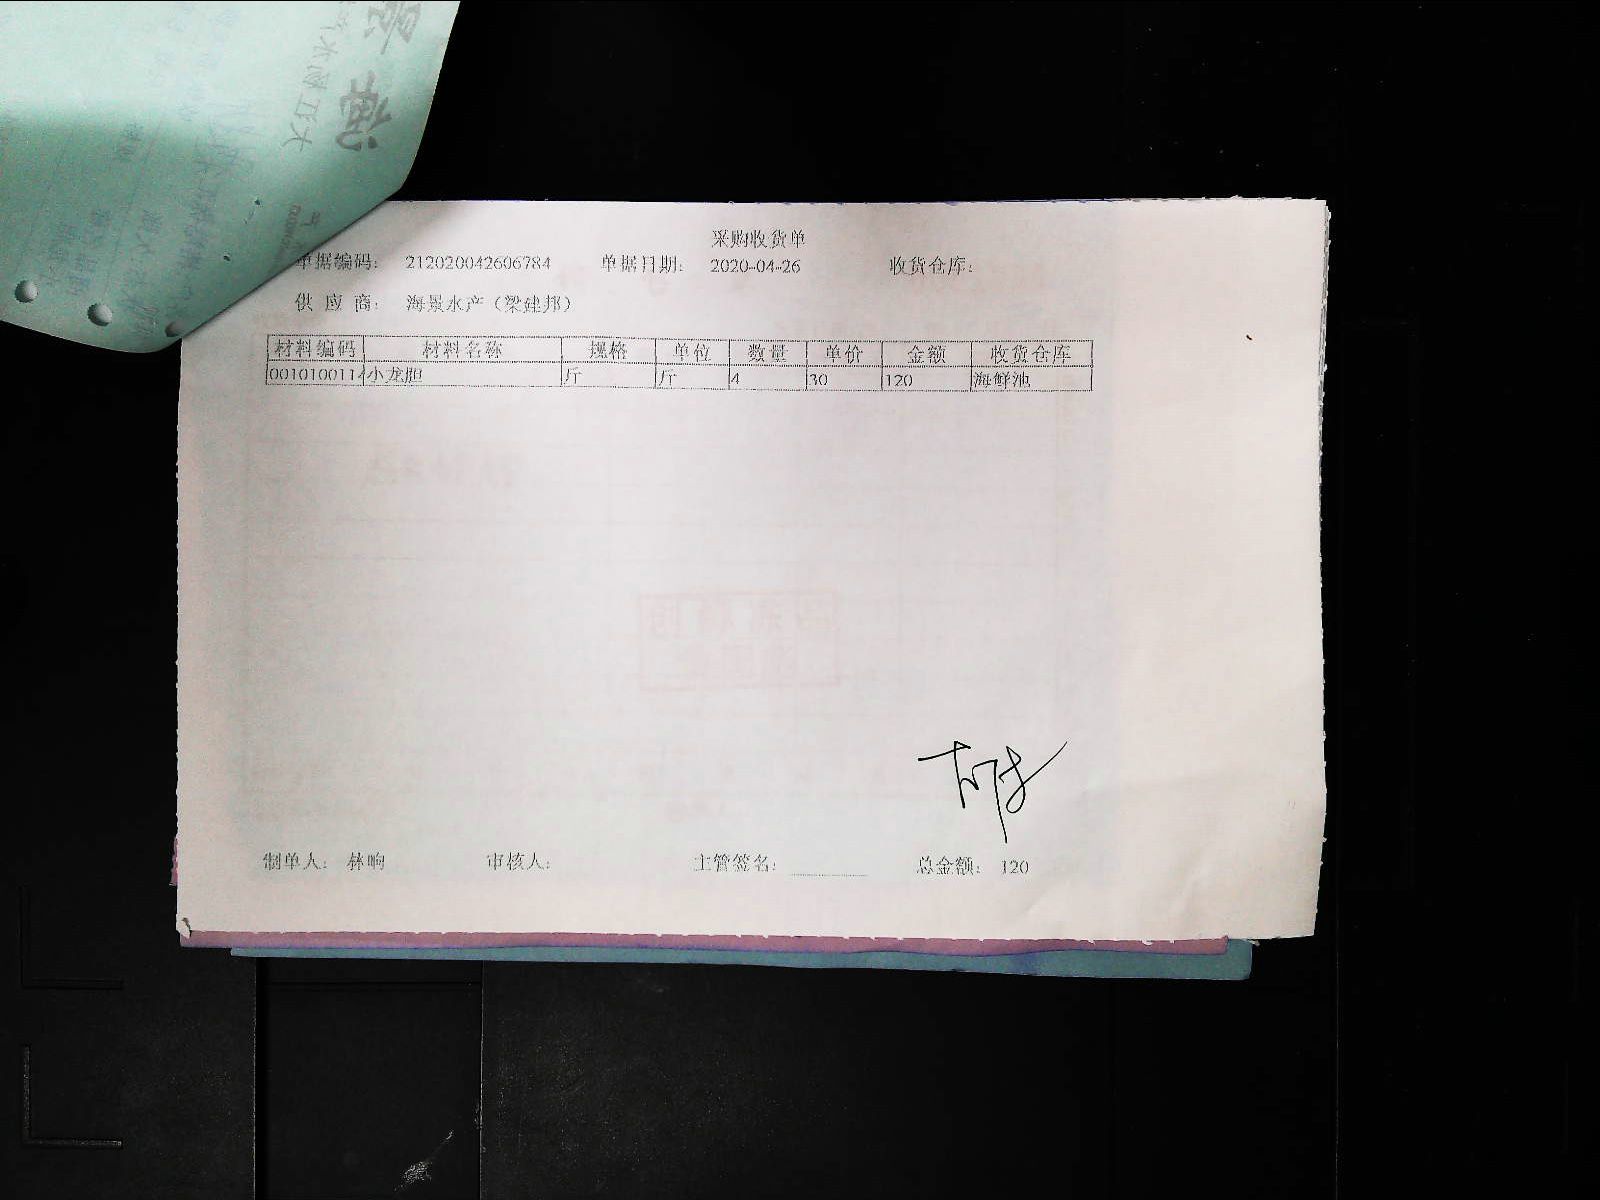 采购收货单
单据编码: 212020042606784 单据日期: 2020-04-26 收货仓库:
供应商: 海景水产(梁建邦)
材料编码 材料名称 规格 单位 数量 单价 金额 收货仓库
0010100114 小龙胆 斤 斤 4 30 120 海鲜池
制单人: 林响 审核人: 主管签名: 总金额: 120